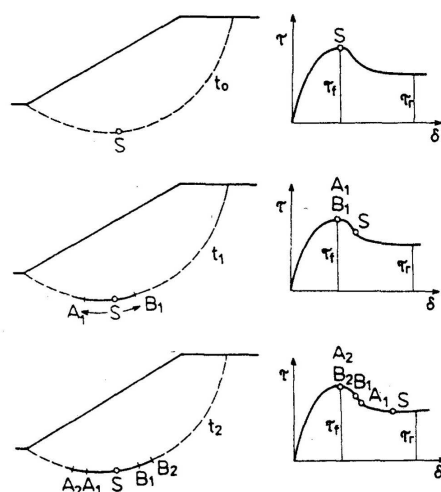 τ S
t₀ τf τr
S δ
A₁
τ B₁ S
t₁ τf τr
A₁ S B₁ δ
A₂
τ B₂ B₁ A₁ S
t₂ τf τr
A₂ A₁ S B₁ B₂ δ